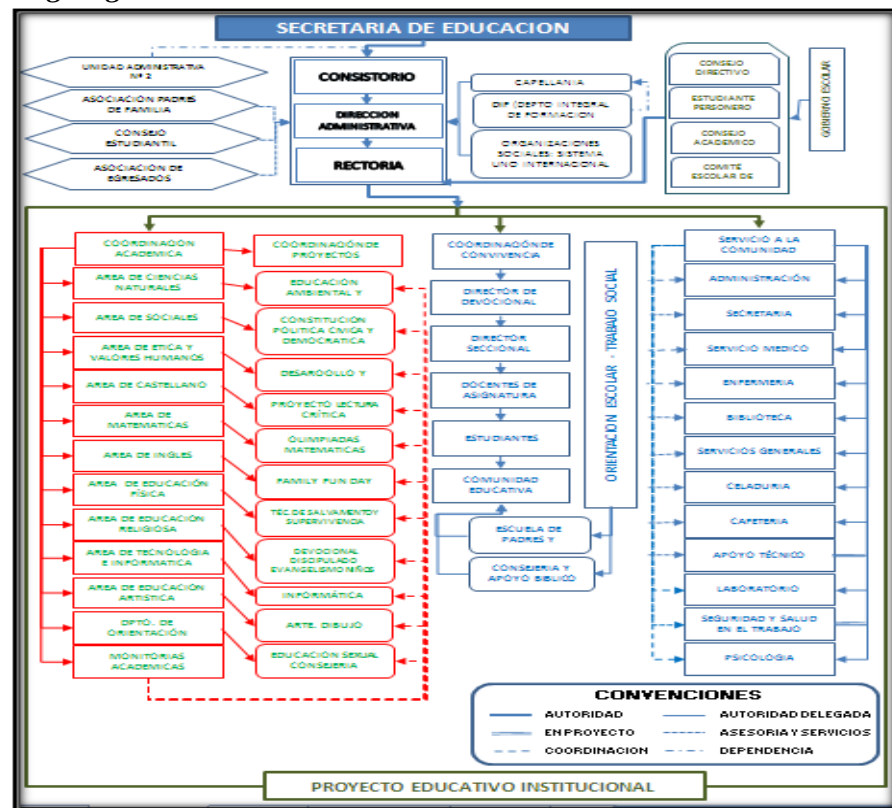 SECRETARIA DE EDUCACION
UNIDAD ADMINISTRATIVA
Nº 2
ASOCIACIÓN PADRES
DE FAMILIA
CONSEJO
ESTUDIANTIL
ASOCIACIÓN DE
EGRESADOS
CONSISTORIO
DIRECCION
ADMINISTRATIVA
RECTORIA
CAPELLANIA
DIF (DEPTO INTEGRAL
DE FORMACION
ORGANIZACIONES
SOCIALES: SISTEMA
UNO INTERNACIONAL
CONSEJO
DIRECTIVO
ESTUDIANTE
PERSONERO
CONSEJO
ACADEMICO
COMITÉ
ESCOLAR DE
GOBIERNO ESCOLAR
COORDINACION
ACADEMICA
AREA DE CIENCIAS
NATURALES
AREA DE SOCIALES
AREA DE ETICA Y
VALORES HUMANOS
AREA DE CASTELLANO
AREA DE
MATEMATICAS
AREA DE INGLES
AREA DE EDUCACIÓN
FÍSICA
AREA DE EDUCACIÓN
RELIGIOSA
AREA DE TECNOLOGIA
E INFORMATICA
AREA DE EDUCACIÓN
ARTÍSTICA
DPTO. DE
ORIENTACIÓN
MONITORIAS
ACADEMICAS
COORDINACIÓN DE
PROYECTOS
EDUCACIÓN
AMBIENTAL Y
CONSTITUCIÓN
POLITICA CIVICA Y
DEMOCRATICA
DESARROLLO Y
PROYECTO LECTURA
CRÍTICA
OLIMPIADAS
MATEMATICAS
FAMILY FUN DAY
TEC. DE SALVAMENTO Y
SUPERVIVENCIA
DEVOCIONAL
DISCIPULADO
EVANGELISMO NIÑOS
INFORMÁTICA
ARTE. DIBUJO
EDUCACIÓN SEXUAL
CONSEJERIA
COORDINACIÓN DE
CONVIVENCIA
DIRECTOR DE
DEVOCIONAL
DIRECTOR
SECCIONAL
DOCENTES DE
ASIGNATURA
ESTUDIANTES
COMUNIDAD
EDUCATIVA
ESCUELA DE
PADRES Y
CONSEJERIA Y
APOYO BIBLICO
ORIENTACION ESCOLAR - TRABAJO SOCIAL
SERVICIO A LA
COMUNIDAD
ADMINISTRACIÓN
SECRETARIA
SERVICIO MEDICO
ENFERMERIA
BIBLIOTECA
SERVICIOS GENERALES
CELADURIA
CAFETERIA
APOYO TÉCNICO
LABORATORIO
SEGURIDAD Y SALUD
EN EL TRABAJO
PSICOLOGIA
CONVENCIONES
AUTORIDAD
AUTORIDAD DELEGADA
EN PROYECTO
ASESORIA Y SERVICIOS
COORDINACION
DEPENDENCIA
PROYECTO EDUCATIVO INSTITUCIONAL